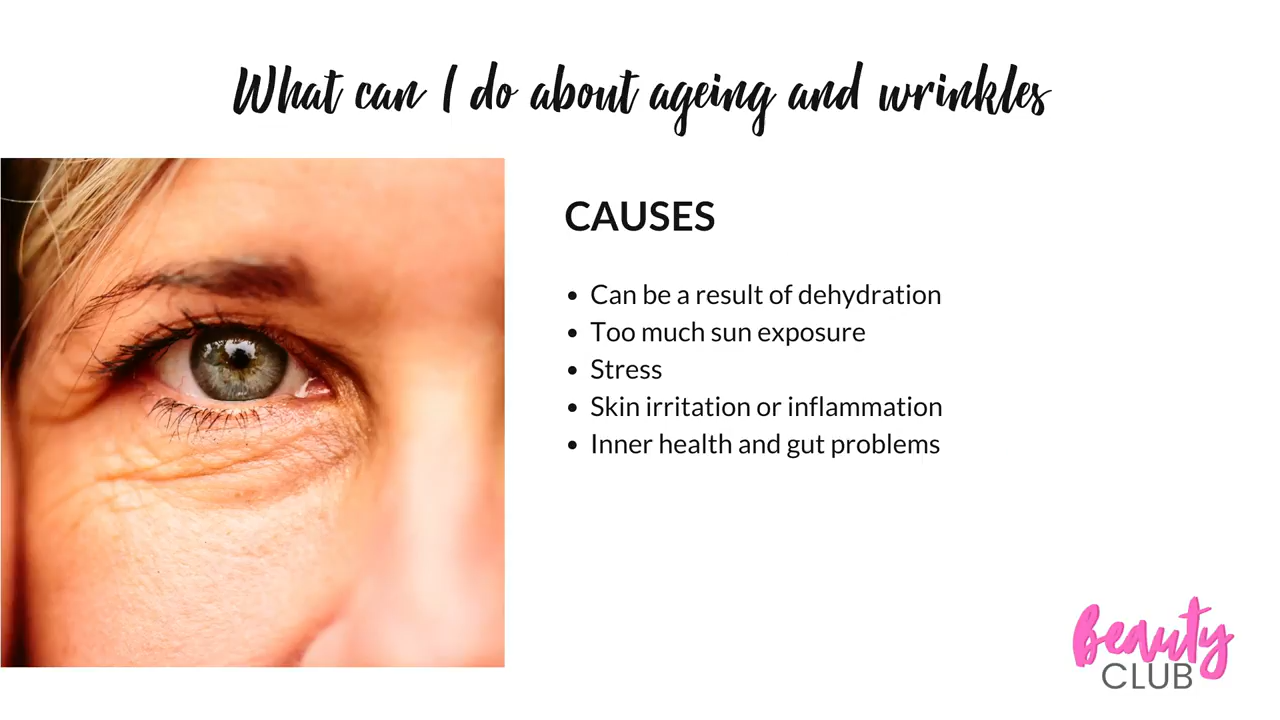 What can I do about ageing and wrinkles
CAUSES
• Can be a result of dehydration
• Too much sun exposure
• Stress
• Skin irritation or inflammation
• Inner health and gut problems
beauty
CLUB